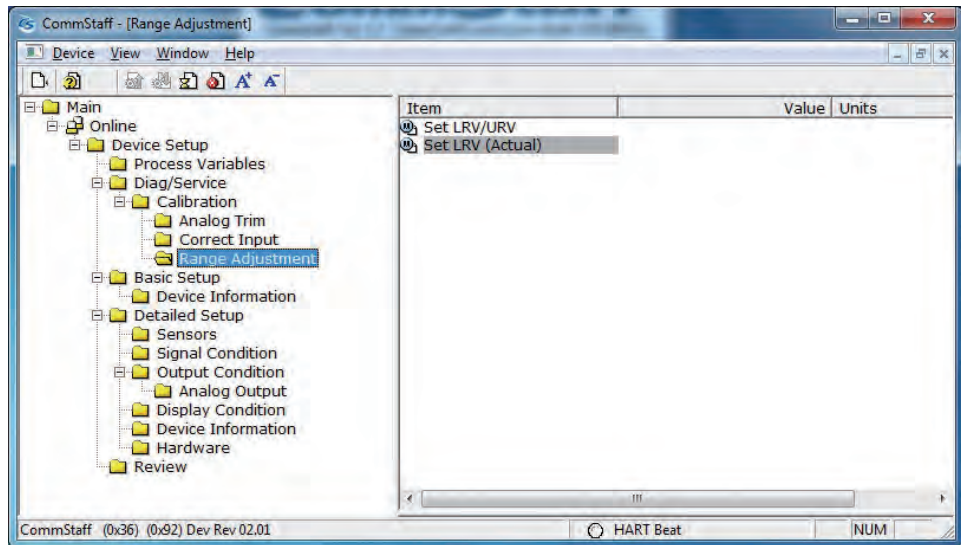 CommStaff - [Range Adjustment]
Device View Window Help
A+ A-
Main
Online
Device Setup
Process Variables
Diag/Service
Calibration
Analog Trim
Correct Input
Range Adjustment
Basic Setup
Device Information
Detailed Setup
Sensors
Signal Condition
Output Condition
Analog Output
Display Condition
Device Information
Hardware
Review
Item Value Units
Set LRV/URV
Set LRV (Actual)
CommStaff (0x36) (0x92) Dev Rev 02,01 HART Beat NUM